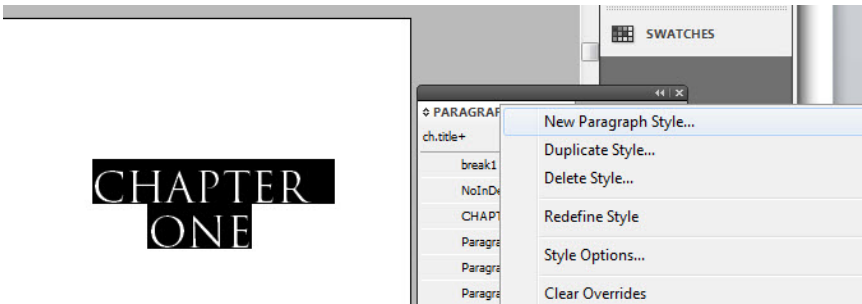 SWATCHES
PARAGRAP
ch.title+
break1
NoInDe
CHAPT
Paragra
Paragra
Paragra
New Paragraph Style...
Duplicate Style...
Delete Style...
Redefine Style
Style Options...
Clear Overrides
CHAPTER
ONE